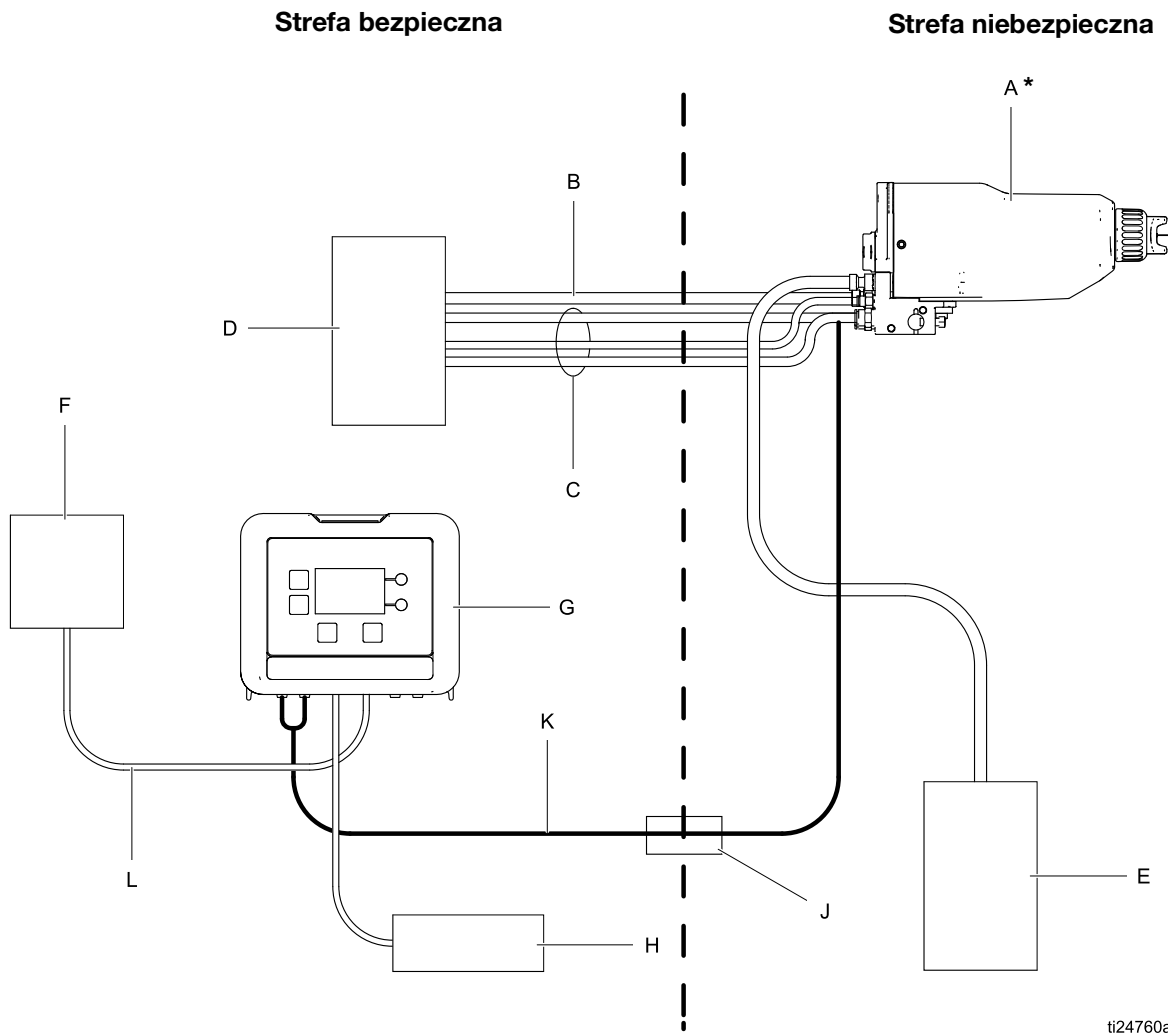 Strefa bezpieczna
Strefa niebezpieczna
A *
B
D
C
F
G
K
L
J
E
H
ti24760a